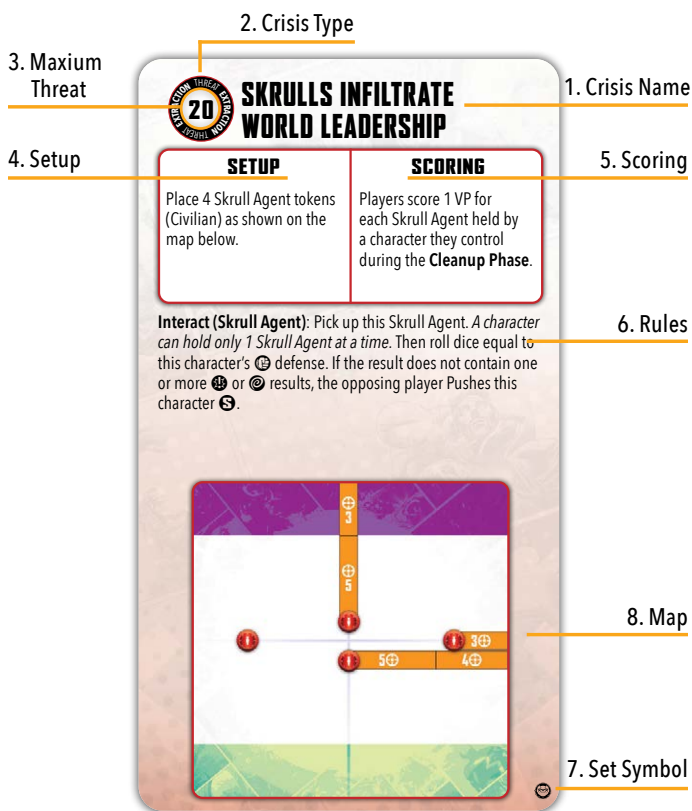 2. Crisis Type
3. Maxium
Threat
1. Crisis Name
THREAT EXTRACTION THREAT EXTRACTION
20
SKRULLS INFILTRATE
WORLD LEADERSHIP
4. Setup
5. Scoring
SETUP
Place 4 Skrull Agent tokens
(Civilian) as shown on the
map below.
SCORING
Players score 1 VP for
each Skrull Agent held by
a character they control
during the Cleanup Phase.
6. Rules
Interact (Skrull Agent): Pick up this Skrull Agent. A character
can hold only 1 Skrull Agent at a time. Then roll dice equal to
this character's defense. If the result does not contain one
or more or results, the opposing player Pushes this
character S.
3
5
3
5
4
8. Map
7. Set Symbol